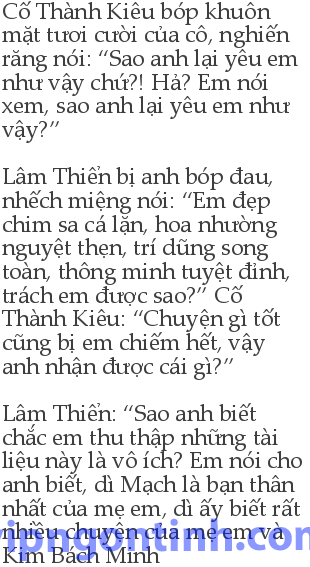 Cố Thành Kiêu bóp khuôn
mặt tươi cười của cô, nghiến
răng nói: “Sao anh lại yêu em
như vậy chứ?! Hả? Em nói
xem, sao anh lại yêu em như
vậy?”
Lâm Thiển bị anh bóp đau,
nhếch miệng nói: “Em đẹp
chim sa cá lặn, hoa nhường
nguyệt thẹn, trí dũng song
toàn, thông minh tuyệt đỉnh,
trách em được sao?” Cố
Thành Kiêu: “Chuyện gì tốt
cũng bị em chiếm hết, vậy
anh nhận được cái gì?”
Lâm Thiển: “Sao anh biết
chắc em thu thập những tài
liệu này là vô ích? Em nói cho
anh biết, dì Mạch là bạn thân
nhất của mẹ em, dì ấy biết rất
nhiều chuyện của mẹ em và
Kim Bách Minh